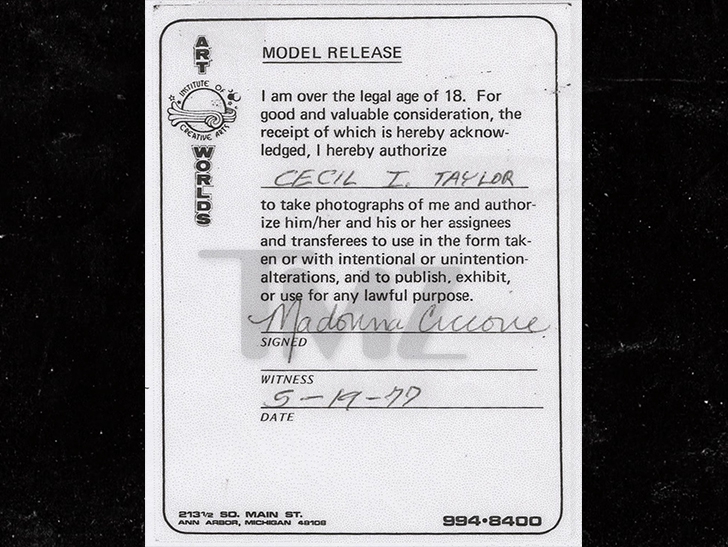 ART
WORLDS
INSTITUTE OF
CREATIVE ARTS
MODEL RELEASE
I am over the legal age of 18. For
good and valuable consideration, the
receipt of which is hereby acknow-
ledged, I hereby authorize
CECIL I. TAYLOR
to take photographs of me and author-
ize him/her and his or her assignees
and transferees to use in the form tak-
en or with intentional or unintention-
alterations, and to publish, exhibit,
or use for any lawful purpose.
Madonna Ciccone
SIGNED
WITNESS
5-19-77
DATE
TMZ
213½ SO. MAIN ST.
ANN ARBOR, MICHIGAN 48108
994•8400